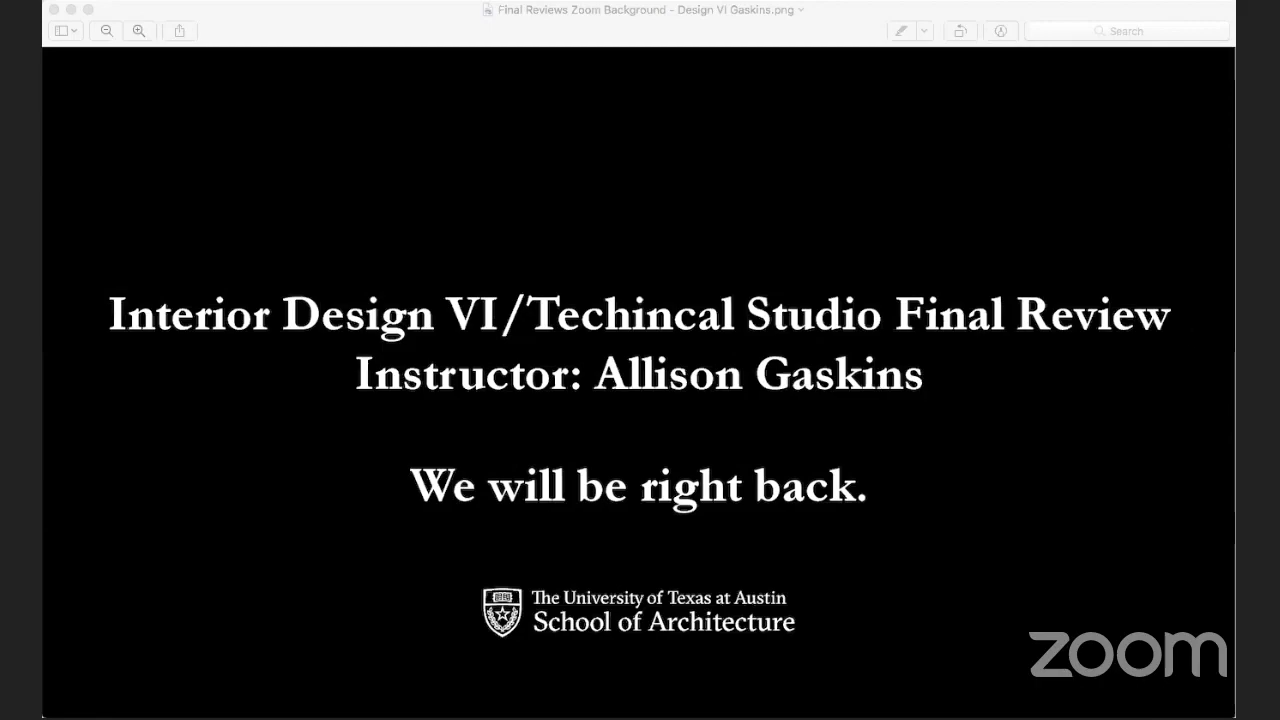 Final Reviews Zoom Background - Design VI Gaskins.png
Search
Interior Design VI/Techincal Studio Final Review
Instructor: Allison Gaskins
We will be right back.
The University of Texas at Austin
School of Architecture
zoom